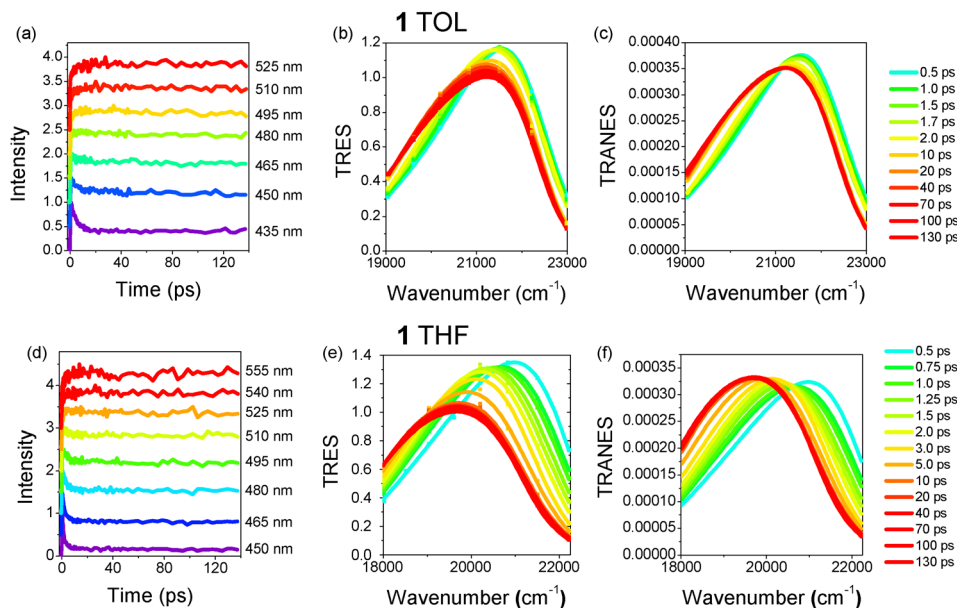 1 TOL
(a)
Intensity
4.0
3.5
3.0
2.5
2.0
1.5
1.0
0.5
0.0
0 40 80 120
Time (ps)
525 nm
510 nm
495 nm
480 nm
465 nm
450 nm
435 nm
(b)
TRES
1.2
1.0
0.8
0.6
0.4
0.2
0.0
19000 21000 23000
Wavenumber (cm⁻¹)
(c)
TRANES
0.00040
0.00035
0.00030
0.00025
0.00020
0.00015
0.00010
0.00005
0.00000
19000 21000 23000
Wavenumber (cm⁻¹)
0.5 ps
1.0 ps
1.5 ps
1.7 ps
2.0 ps
10 ps
20 ps
40 ps
70 ps
100 ps
130 ps
1 THF
(d)
Intensity
4
3
2
1
0
0 40 80 120
Time (ps)
555 nm
540 nm
525 nm
510 nm
495 nm
480 nm
465 nm
450 nm
(e)
TRES
1.4
1.2
1.0
0.8
0.6
0.4
0.2
0.0
18000 20000 22000
Wavenumber (cm⁻¹)
(f)
TRANES
0.00035
0.00030
0.00025
0.00020
0.00015
0.00010
0.00005
0.00000
18000 20000 22000
Wavenumber (cm⁻¹)
0.5 ps
0.75 ps
1.0 ps
1.25 ps
1.5 ps
2.0 ps
3.0 ps
5.0 ps
10 ps
20 ps
40 ps
70 ps
100 ps
130 ps